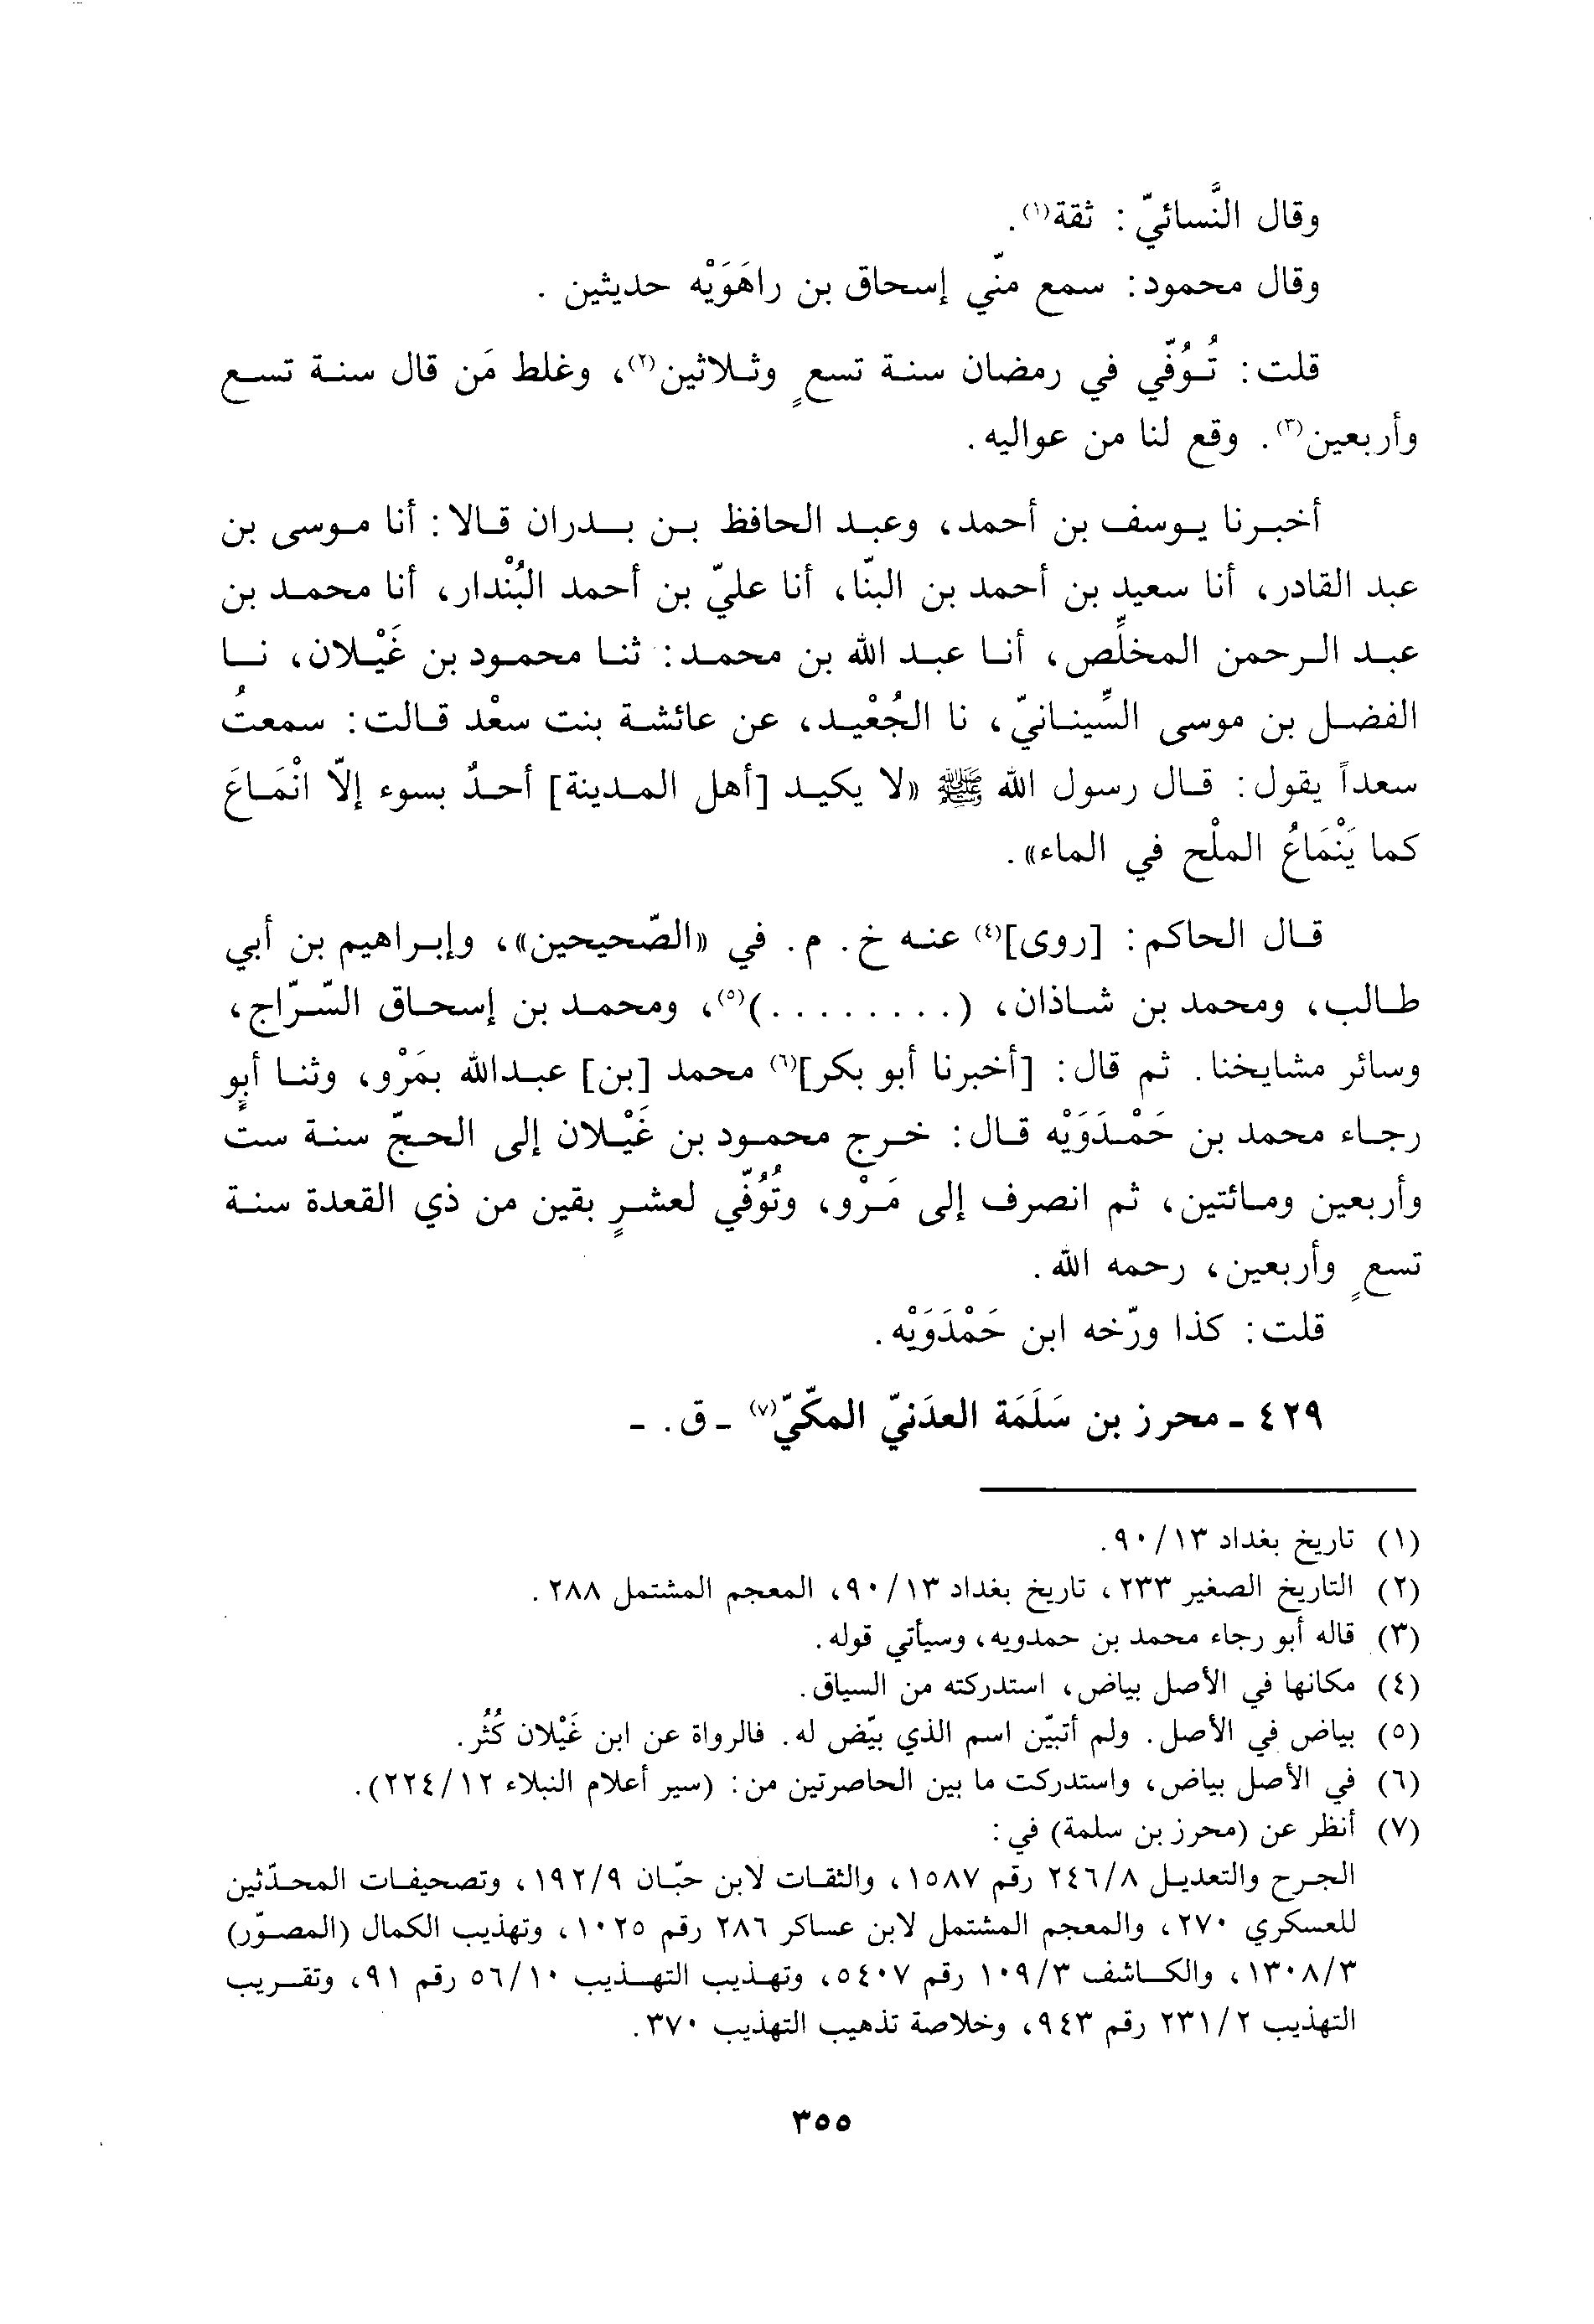 وقال النَّسائيّ: ثقة(١).
وقال محمود: سمع منّي إسحاق بن راهَوَيْه حديثين.
قلت: تُوُفّي في رمضان سنة تسعٍ وثلاثين(٢)، وغلط مَن قال سنة تسع
وأربعين(٣). وقع لنا من عواليه.
أخبرنا يوسف بن أحمد، وعبد الحافظ بن بدران قالا: أنا موسى بن
عبد القادر، أنا سعيد بن أحمد بن البنّا، أنا عليّ بن أحمد البُنْدار، أنا محمد بن
عبد الرحمن المخلِّص، أنا عبد الله بن محمد: ثنا محمود بن غَيْلان، نا
الفضل بن موسى السِّينانيّ، نا الجُعْيد، عن عائشة بنت سعْد قالت: سمعتُ
سعداً يقول: قال رسول الله ﷺ «لا يكيد [أهل المدينة] أحدٌ بسوء إلّا انْمَاعَ
كما يَنْمَاعُ الملْح في الماء».
قال الحاكم: [روى](٤) عنه خ. م. في «الصّحيحين»، وإبراهيم بن أبي
طالب، ومحمد بن شاذان، (........)(٥)، ومحمد بن إسحاق السّرّاج،
وسائر مشايخنا. ثم قال: [أخبرنا أبو بكر](٦) محمد [بن] عبدالله بمَرْو، وثنا أبو
رجاء محمد بن حَمْدَوَيْه قال: خرج محمود بن غَيْلان إلى الحجّ سنة ستٍ
وأربعين ومائتين، ثم انصرف إلى مَرْو، وتُوُفّي لعشرٍ بقين من ذي القعدة سنة
تسعٍ وأربعين، رحمه الله.
قلت: كذا ورّخه ابن حَمْدَوَيْه.
٤٢٩ - محرز بن سَلَمَة العدَنيّ المكّيّ(٧) - ق. -
(١) تاريخ بغداد ٩٠/١٣.
(٢) التاريخ الصغير ٢٣٣، تاريخ بغداد ٩٠/١٣، المعجم المشتمل ٢٨٨.
(٣) قاله أبو رجاء محمد بن حمدويه، وسيأتي قوله.
(٤) مكانها في الأصل بياض، استدركته من السياق.
(٥) بياض في الأصل. ولم أتبيّن اسم الذي بيّض له. فالرواة عن ابن غَيْلان كُثُر.
(٦) في الأصل بياض، واستدركت ما بين الحاصرتين من: (سير أعلام النبلاء ٢٢٤/١٢).
(٧) أنظر عن (محرز بن سلمة) في:
الجرح والتعديل ٢٤٦/٨ رقم ١٥٨٧، والثقات لابن حبّان ١٩٢/٩، وتصحيفات المحدّثين
للعسكري ٢٧٠، والمعجم المشتمل لابن عساكر ٢٨٦ رقم ١٠٢٥، وتهذيب الكمال (المصوّر)
١٣٠٨/٣، والكاشف ١٠٩/٣ رقم ٥٤٠٧، وتهذيب التهذيب ٥٦/١٠ رقم ٩١، وتقريب
التهذيب ٢٣١/٢ رقم ٩٤٣، وخلاصة تذهيب التهذيب ٣٧٠.
٣٥٥